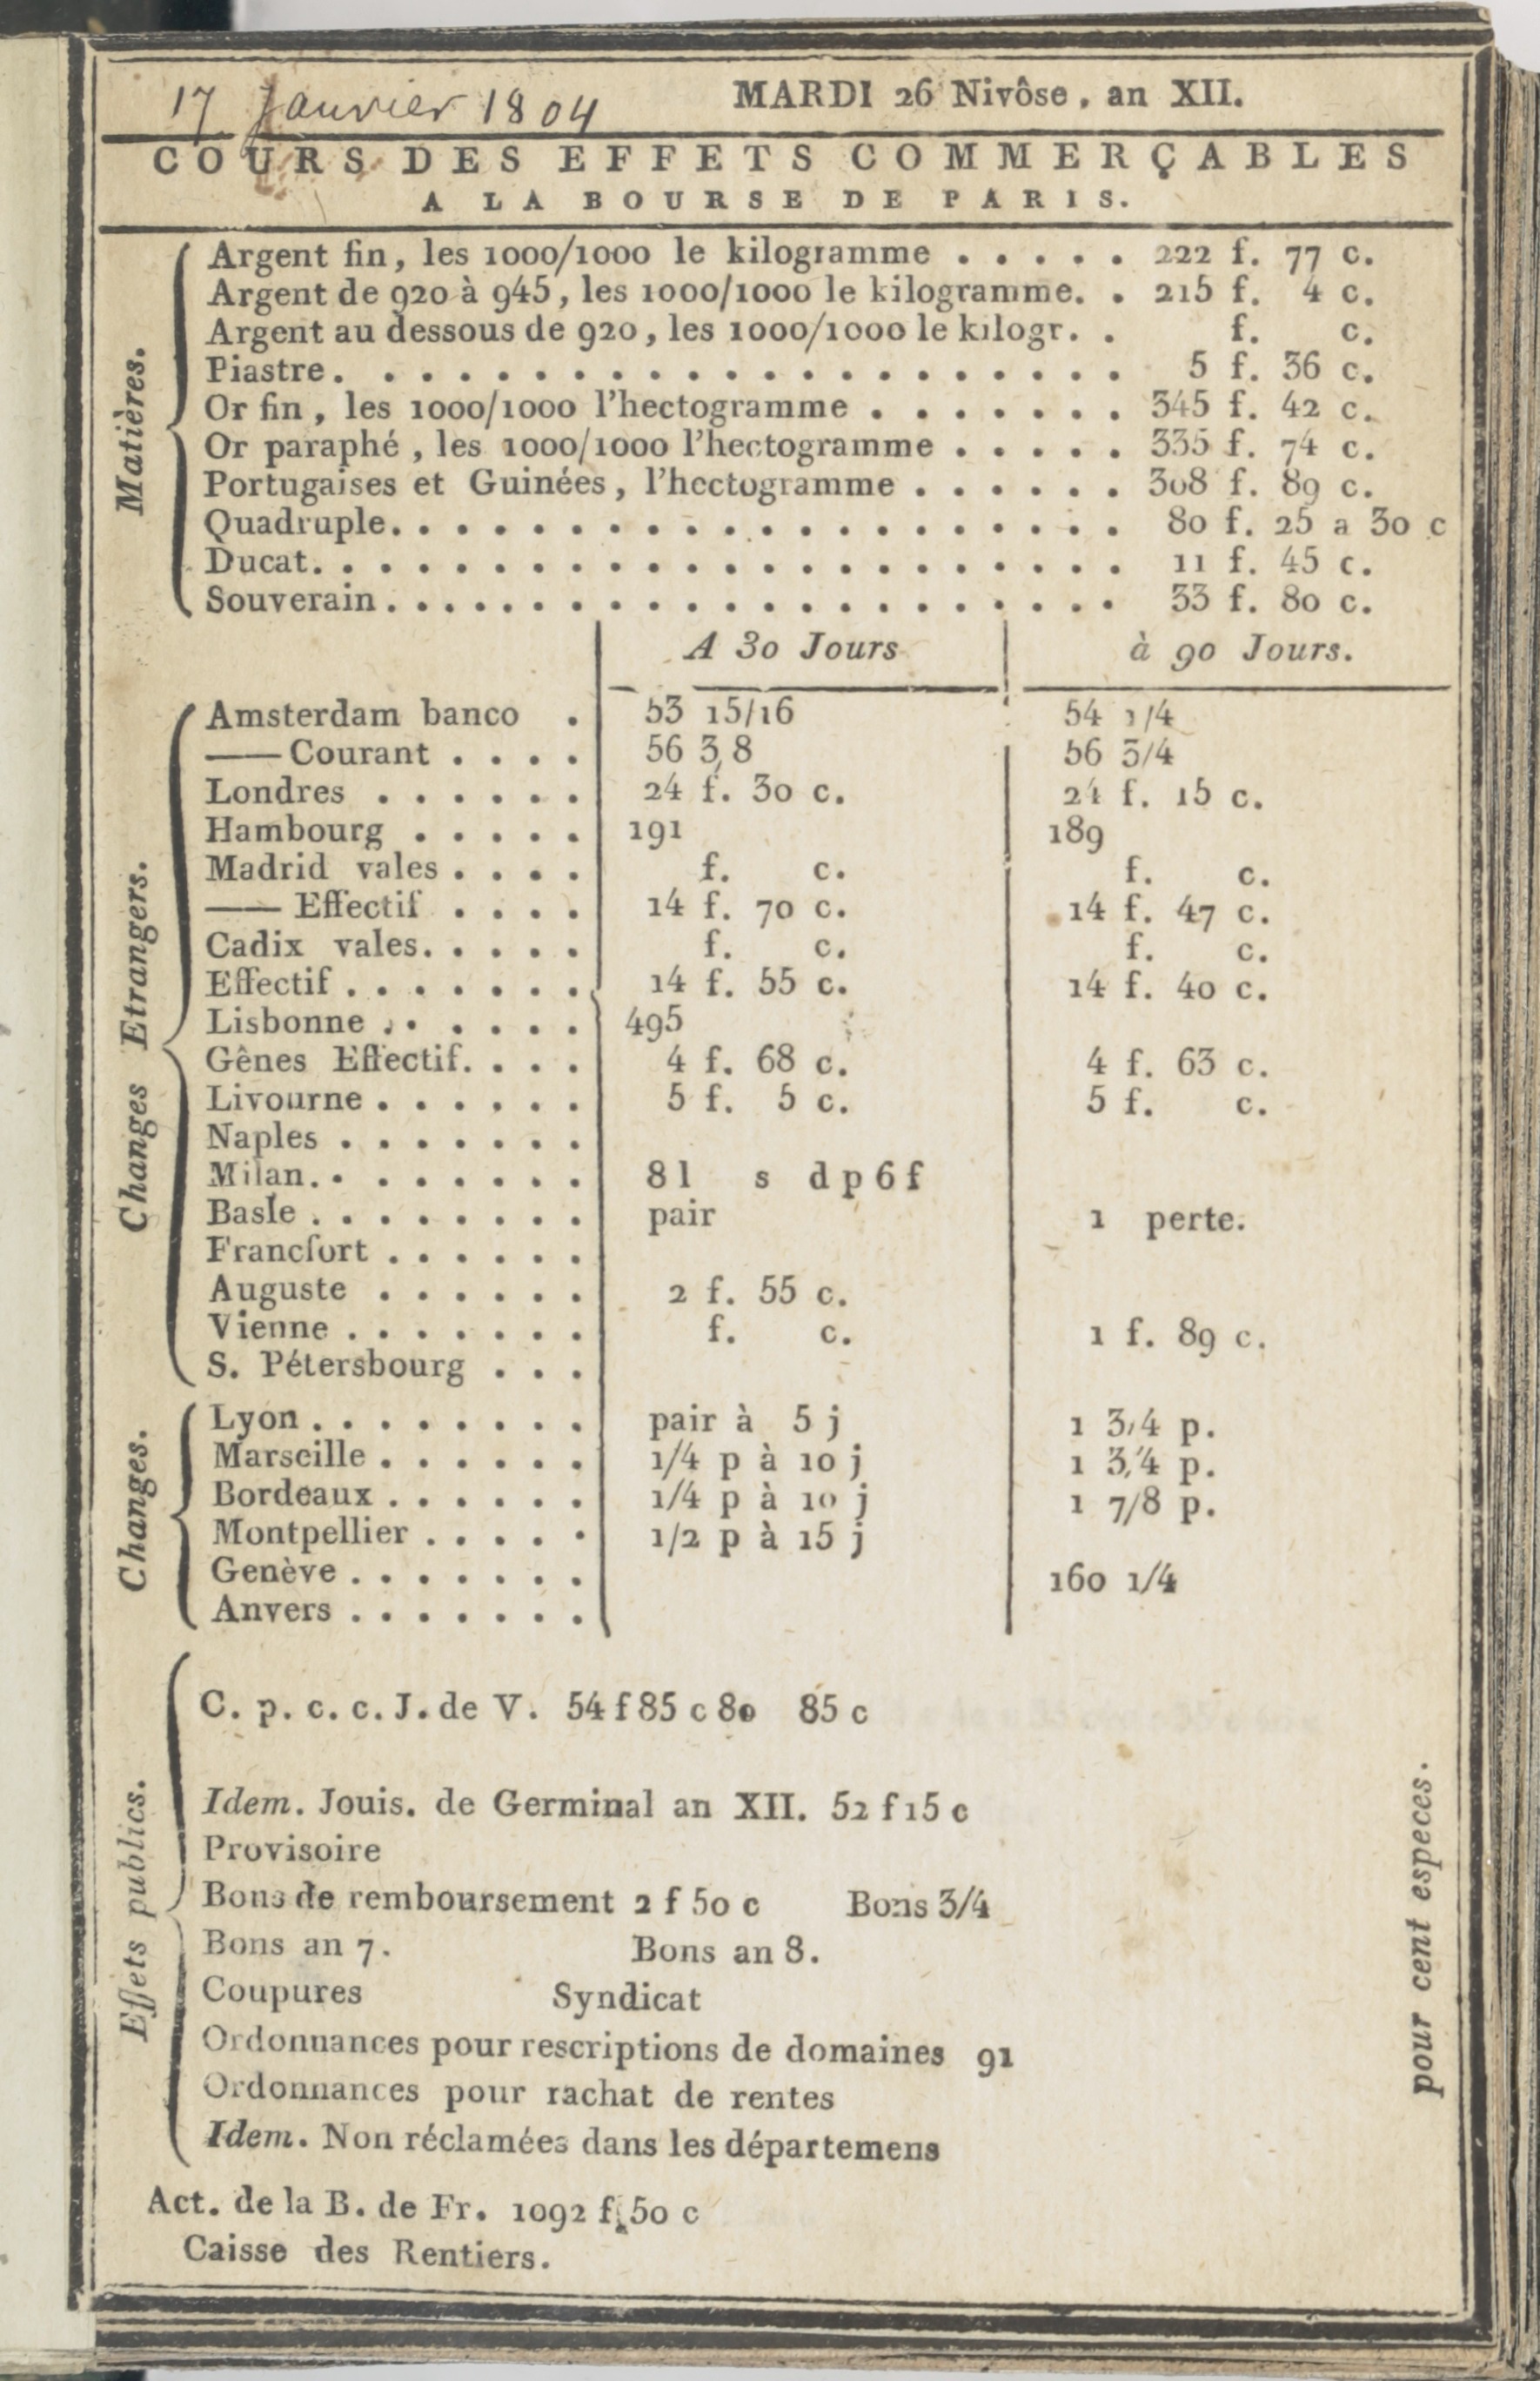 17 Janvier 1804 MARDI 26 Nivôse, an XII.
COURS DES EFFETS COMMERÇABLES
A LA BOURSE DE PARIS.
Matières.
Argent fin, les 1000/1000 le kilogramme . . . . . 222 f. 77 c.
Argent de 920 à 945, les 1000/1000 le kilogramme. . 215 f. 4 c.
Argent au dessous de 920, les 1000/1000 le kilogr. . f. c.
Piastre. . . . . . . . . . . . . . . . . . . . . 5 f. 36 c.
Or fin, les 1000/1000 l'hectogramme . . . . . . . 345 f. 42 c.
Or paraphé, les 1000/1000 l'hectogramme . . . . . 335 f. 74 c.
Portugaises et Guinées, l'hectogramme . . . . . . 308 f. 89 c.
Quadruple. . . . . . . . . . . . . . . . . . . . 80 f. 25 a 30 c
Ducat. . . . . . . . . . . . . . . . . . . . . . 11 f. 45 c.
Souverain . . . . . . . . . . . . . . . . . . . . 33 f. 80 c.
A 30 Jours à 90 Jours.
Changes Etrangers.
Amsterdam banco . 53 15/16 54 1/4
—— Courant . . . . 56 3/8 56 3/4
Londres . . . . . . 24 f. 30 c. 24 f. 15 c.
Hambourg . . . . . 191 189
Madrid vales . . . . f. c. f. c.
—— Effectif . . . . 14 f. 70 c. 14 f. 47 c.
Cadix vales. . . . . f. c. f. c.
Effectif . . . . . . . 14 f. 55 c. 14 f. 40 c.
Lisbonne . . . . . . 495
Gênes Effectif. . . . 4 f. 68 c. 4 f. 63 c.
Livourne . . . . . . 5 f. 5 c. 5 f. c.
Naples . . . . . . .
Milan. . . . . . . . 8 l s d p 6 f
Basle . . . . . . . . pair 1 perte.
Francfort . . . . . .
Auguste . . . . . . 2 f. 55 c.
Vienne . . . . . . . f. c. 1 f. 89 c.
S. Pétersbourg . . .
Changes.
Lyon . . . . . . . . pair à 5 j 1 3/4 p.
Marseille . . . . . . 1/4 p à 10 j 1 3/4 p.
Bordeaux . . . . . . 1/4 p à 10 j 1 7/8 p.
Montpellier . . . . . 1/2 p à 15 j
Genève . . . . . . . 160 1/4
Anvers . . . . . . .
Effets publics.
C. p. c. c. J. de V. 54 f 85 c 80 85 c
Idem. Jouis. de Germinal an XII. 52 f 15 c
Provisoire
Bons de remboursement 2 f 50 c Bons 3/4
Bons an 7. Bons an 8.
Coupures Syndicat
Ordonnances pour rescriptions de domaines 91
Ordonnances pour rachat de rentes
Idem. Non réclamées dans les départemens
pour cent especes.
Act. de la B. de Fr. 1092 f. 50 c
Caisse des Rentiers.